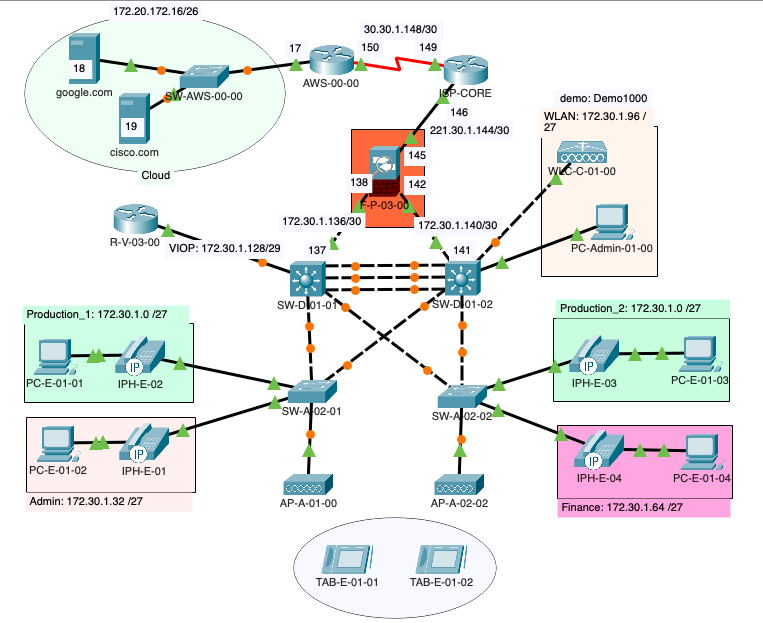 172.20.172.16/26
18
google.com
SW-AWS-00-00
19
cisco.com
Cloud
17
AWS-00-00
150
30.30.1.148/30
149
ISP-CORE
146
221.30.1.144/30
145
138
142
F-P-03-00
demo: Demo1000
WLAN: 172.30.1.96 /
27
WLC-C-01-00
PC-Admin-01-00
R-V-03-00
VIOP: 172.30.1.128/29
172.30.1.136/30
172.30.1.140/30
137
141
SW-D-01-01
SW-D-01-02
Production_1: 172.30.1.0 /27
PC-E-01-01
IP
IPH-E-02
Production_2: 172.30.1.0 /27
IP
IPH-E-03
PC-E-01-03
SW-A-02-01
SW-A-02-02
PC-E-01-02
IP
IPH-E-01
Admin: 172.30.1.32 /27
IP
IPH-E-04
PC-E-01-04
Finance: 172.30.1.64 /27
AP-A-01-00
AP-A-02-02
TAB-E-01-01
TAB-E-01-02